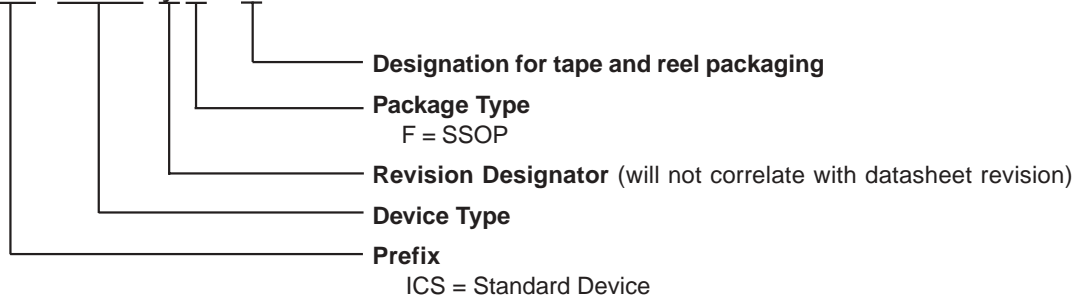 Designation for tape and reel packaging
Package Type
F = SSOP
Revision Designator (will not correlate with datasheet revision)
Device Type
Prefix
ICS = Standard Device